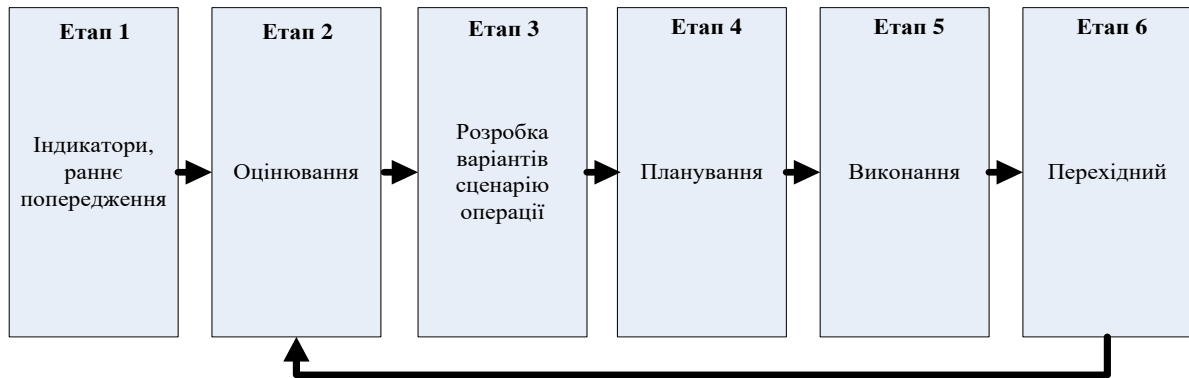 Етап 1
Індикатори,
раннє
попередження
Етап 2
Оцінювання
Етап 3
Розробка
варіантів
сценарію
операції
Етап 4
Планування
Етап 5
Виконання
Етап 6
Перехідний